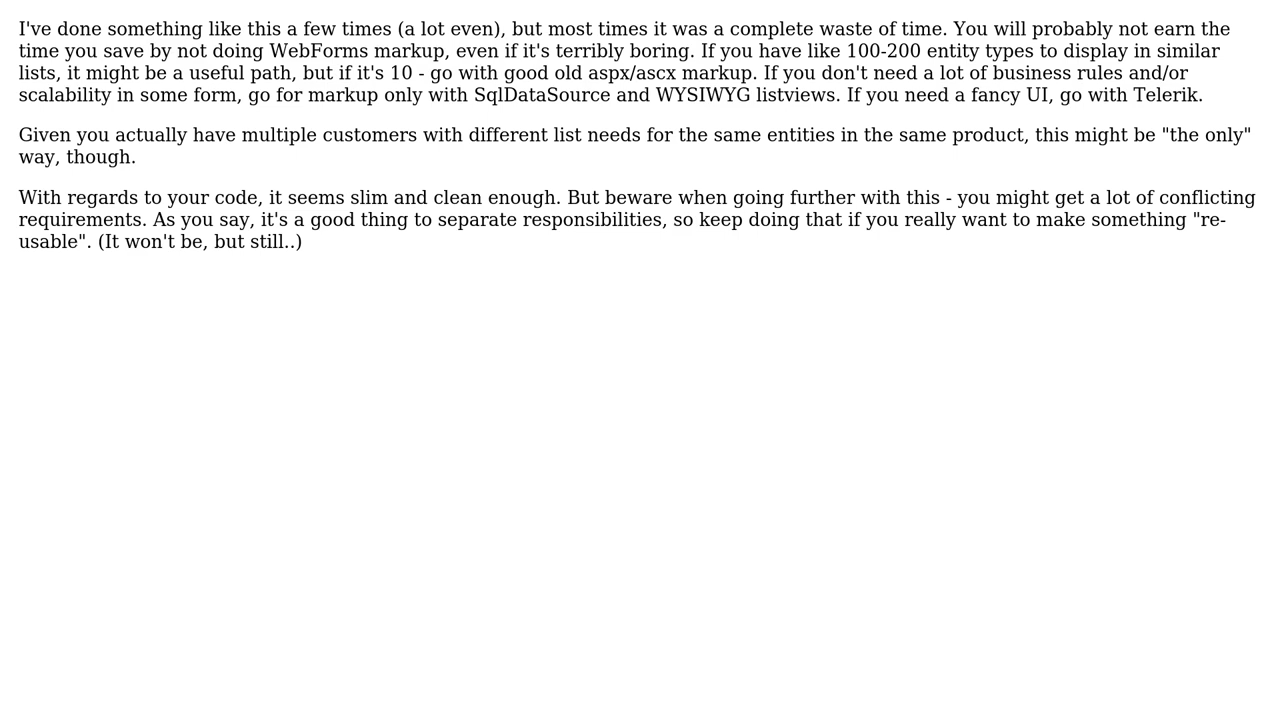 I've done something like this a few times (a lot even), but most times it was a complete waste of time. You will probably not earn the
time you save by not doing WebForms markup, even if it's terribly boring. If you have like 100-200 entity types to display in similar
lists, it might be a useful path, but if it's 10 - go with good old aspx/ascx markup. If you don't need a lot of business rules and/or
scalability in some form, go for markup only with SqlDataSource and WYSIWYG listviews. If you need a fancy UI, go with Telerik.
Given you actually have multiple customers with different list needs for the same entities in the same product, this might be "the only"
way, though.
With regards to your code, it seems slim and clean enough. But beware when going further with this - you might get a lot of conflicting
requirements. As you say, it's a good thing to separate responsibilities, so keep doing that if you really want to make something "re-
usable". (It won't be, but still..)